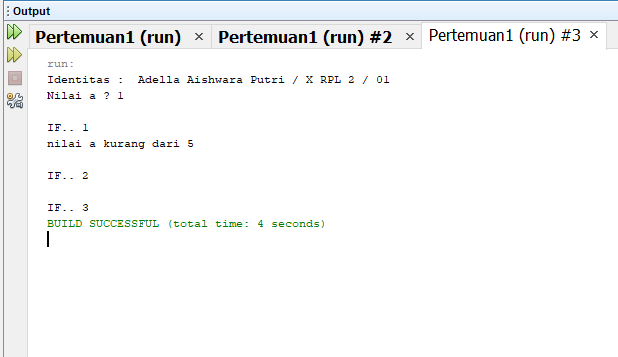 Output
Pertemuan1 (run) × Pertemuan1 (run) #2 × Pertemuan1 (run) #3 ×
run:
Identitas :  Adella Aishwara Putri / X RPL 2 / 01
Nilai a ? 1
IF.. 1
nilai a kurang dari 5
IF.. 2
IF.. 3
BUILD SUCCESSFUL (total time: 4 seconds)